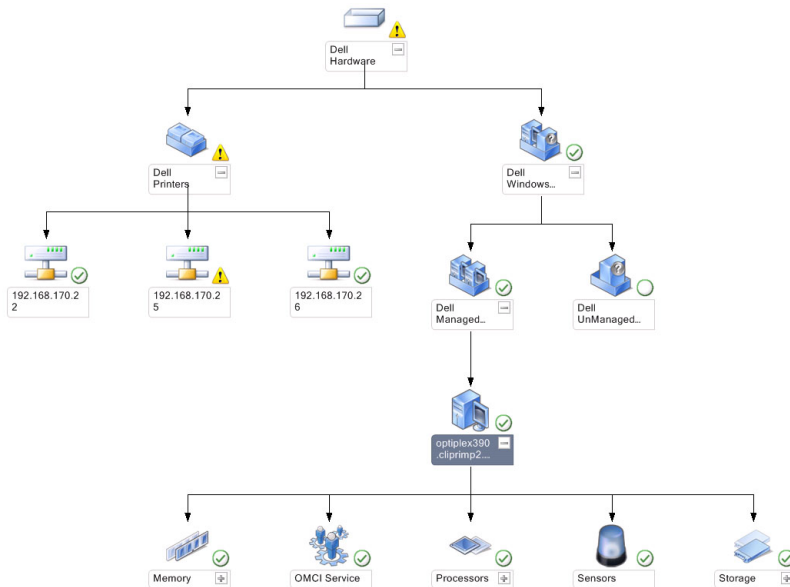 Dell
Hardware
Dell
Printers
Dell
Windows...
192.168.170.2
2
192.168.170.2
5
192.168.170.2
6
Dell
Managed...
Dell
UnManaged...
optiplex390
.cliprimp2...
Memory
OMCI Service
Processors
Sensors
Storage